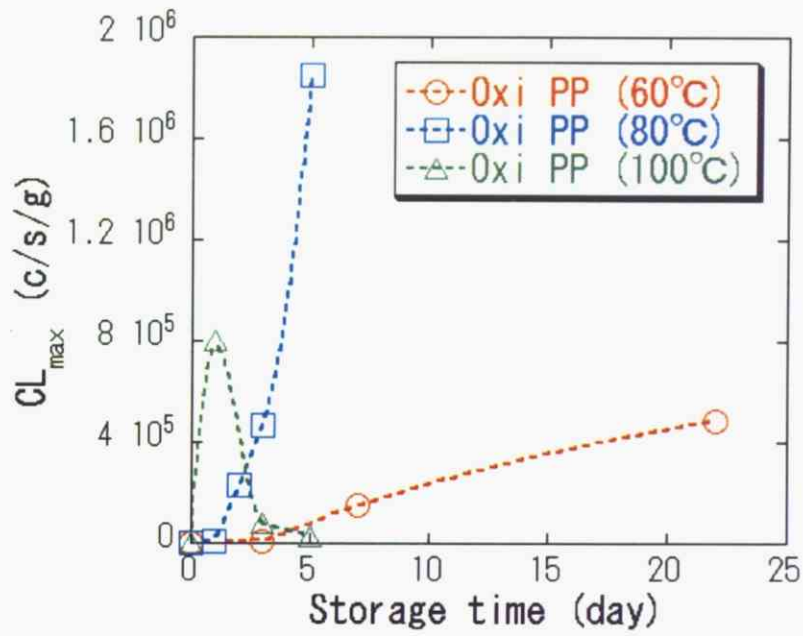 2 10⁶
1.6 10⁶
1.2 10⁶
8 10⁵
4 10⁵
0
CLmax (c/s/g)
Oxi PP (60℃)
Oxi PP (80℃)
Oxi PP (100℃)
0 5 10 15 20 25
Storage time (day)